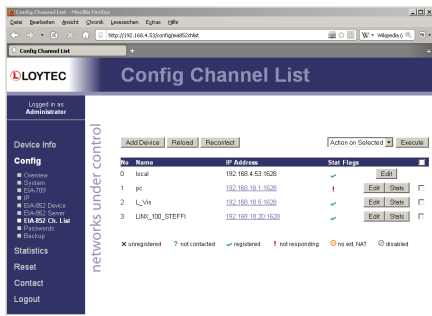 Config Channel List - Mozilla Firefox
Datei Bearbeiten Ansicht Chronik Lesezeichen Extras Hilfe
http://192.168.4.53/config/eia852chlist
W Wikipedia
Config Channel List
LOYTEC
Config Channel List
Logged in as
Administrator
networks under control
Device Info
Config
Overview
System
EIA-709
IP
EIA-852 Device
EIA-852 Server
EIA-852 Ch. List
Passwords
Backup
Statistics
Reset
Contact
Logout
Add Device Reload Recontact Action on Selected Execute
No Name IP Address Stat Flags
0 local 192.168.4.53:1628 Edit
1 pc 192.168.18.1:1628 ! Edit Stats
2 L_Vis 192.168.18.5:1628 Edit Stats
3 LINX_100_STEFFI 192.168.18.20:1628 Edit Stats
unregistered ? not contacted registered ! not responding no ext. NAT disabled